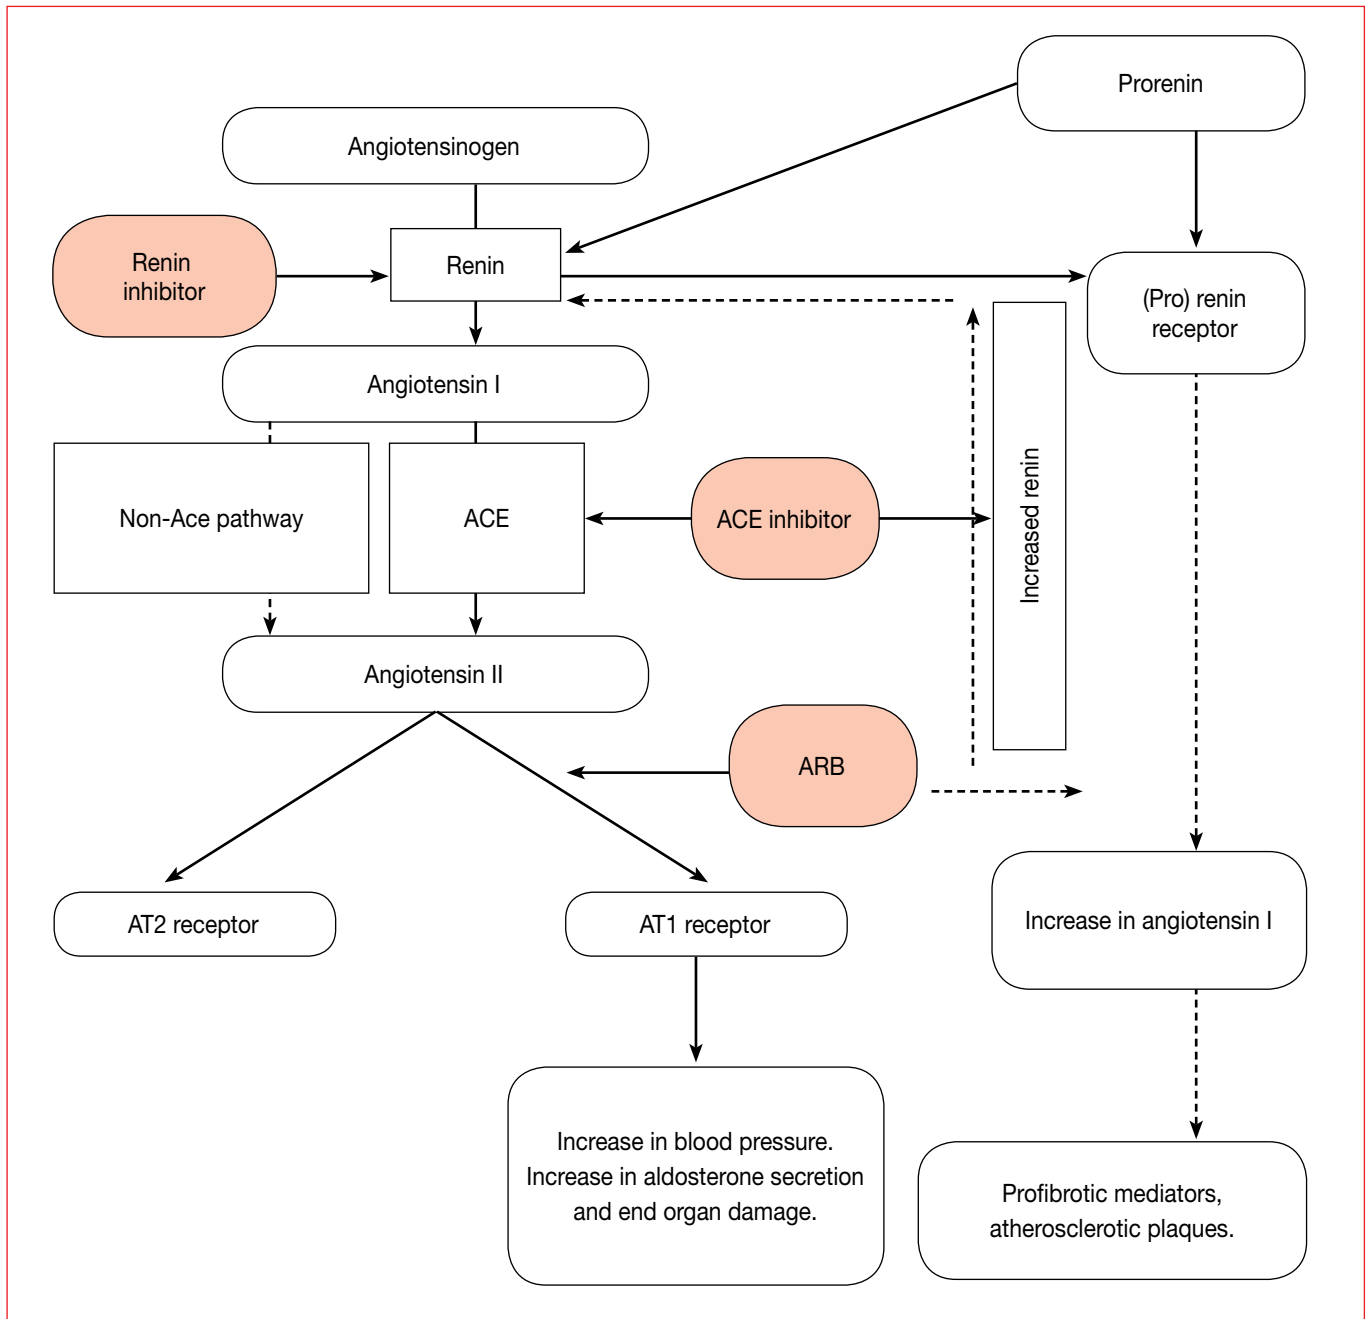 Prorenin
Angiotensinogen
Renin
inhibitor
Renin
(Pro) renin
receptor
Angiotensin I
Non-Ace pathway
ACE
ACE inhibitor
Increased renin
Angiotensin II
ARB
AT2 receptor
AT1 receptor
Increase in angiotensin I
Increase in blood pressure.
Increase in aldosterone secretion
and end organ damage.
Profibrotic mediators,
atherosclerotic plaques.